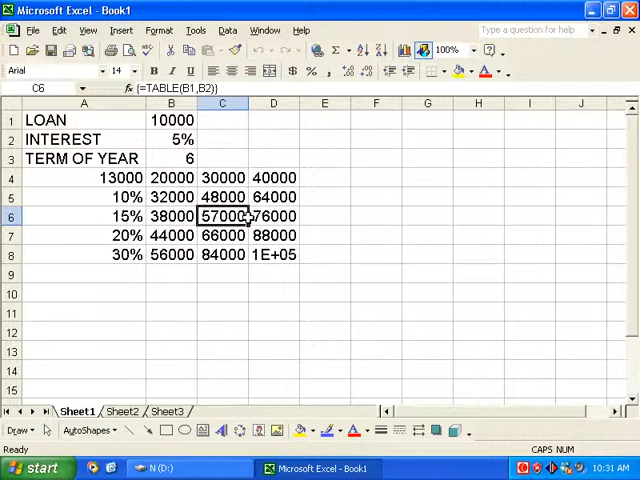 Microsoft Excel - Book1
File Edit View Insert Format Tools Data Window Help
Type a question for help
100%
Arial 14 B I U $ % ,
C6 {=TABLE(B1,B2)}
A B C D E F G H I J
1 LOAN 10000
2 INTEREST 5%
3 TERM OF YEAR 6
4 13000 20000 30000 40000
5 10% 32000 48000 64000
6 15% 38000 57000 76000
7 20% 44000 66000 88000
8 30% 56000 84000 1E+05
9
10
11
12
13
14
15
Sheet1 Sheet2 Sheet3
Draw AutoShapes
Ready CAPS NUM
start N (D:) Microsoft Excel - Book1 10:31 AM